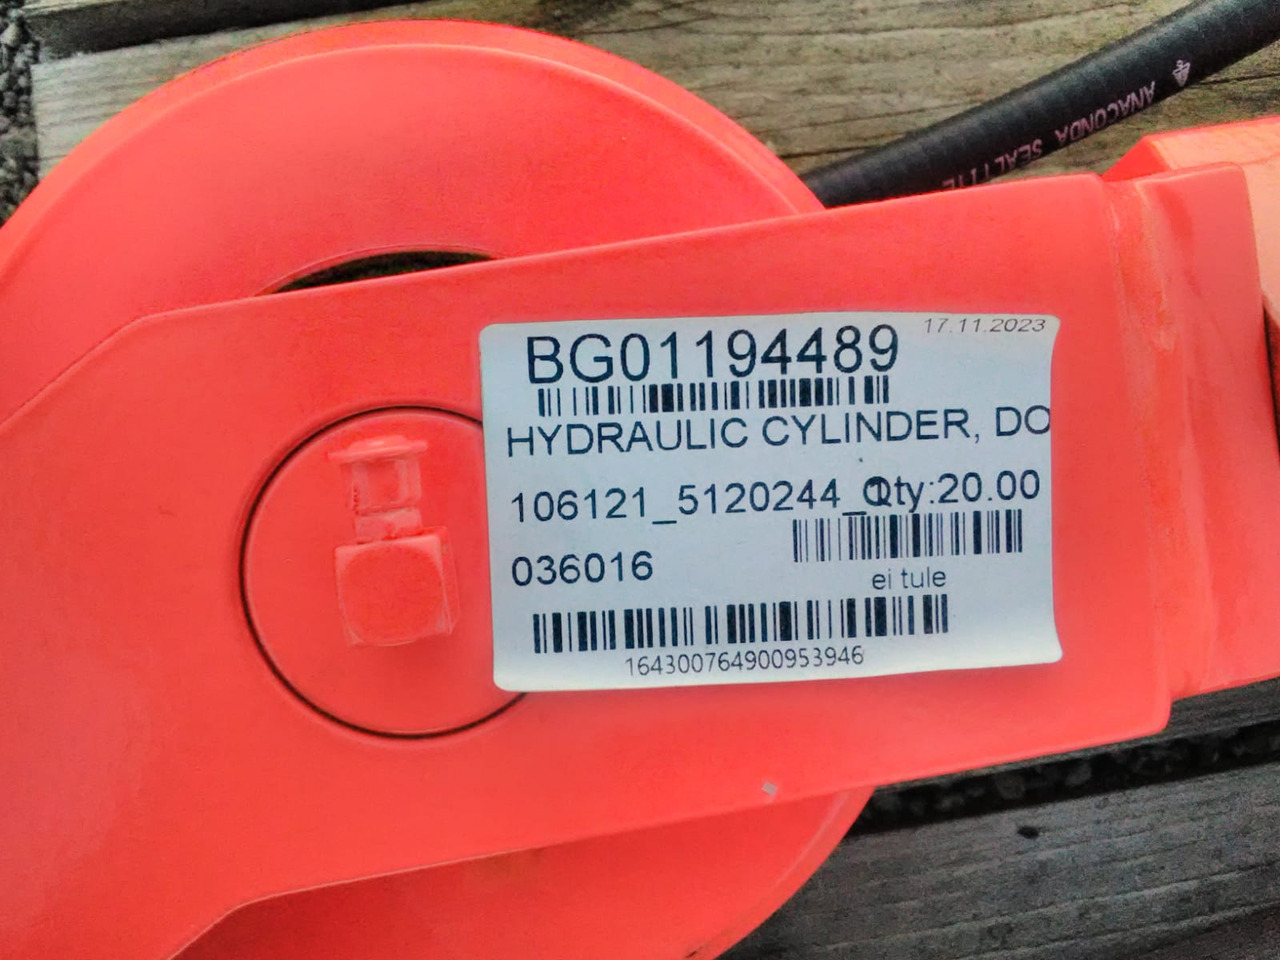 ANACONDA SEALTITE
BG01194489
17.11.2023
HYDRAULIC CYLINDER, DO
106121_5120244_Qty:20.00
036016
ei tule
164300764900953946